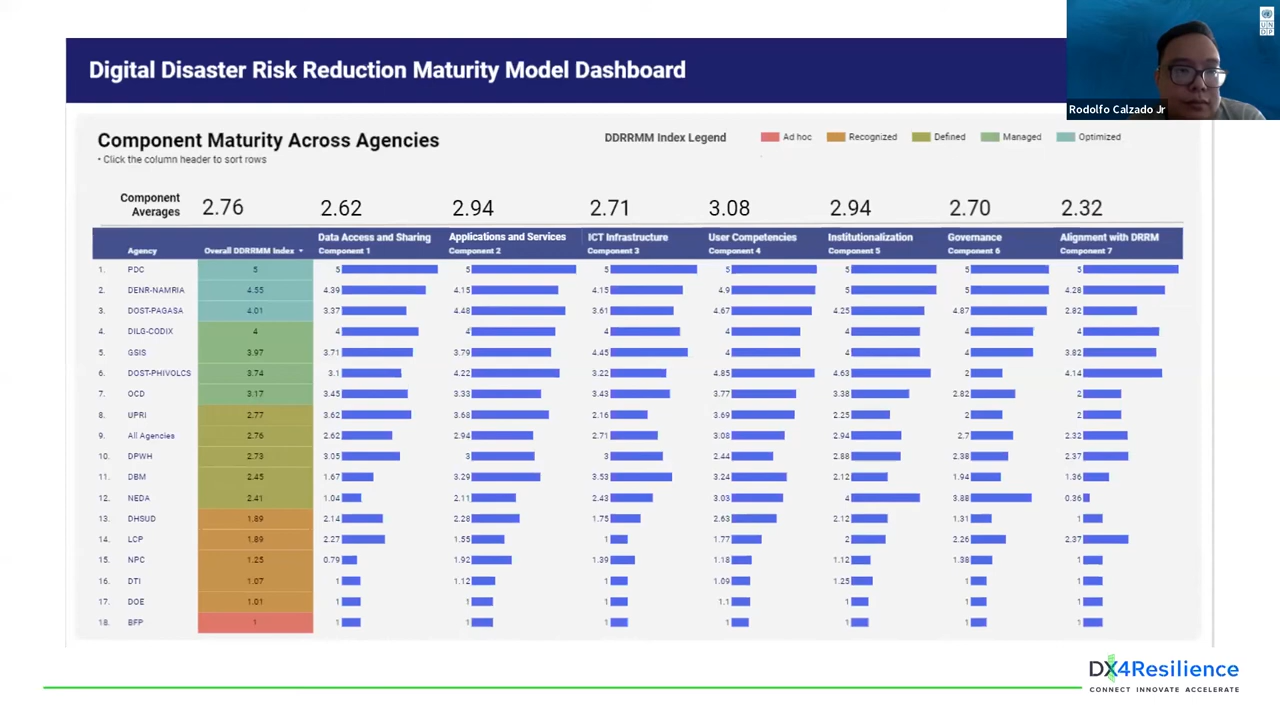 UN
DP
Rodolfo Calzado Jr
Digital Disaster Risk Reduction Maturity Model Dashboard
Component Maturity Across Agencies
• Click the column header to sort rows
DDRRMM Index Legend Ad hoc Recognized Defined Managed Optimized
Component Averages 2.76 2.62 2.94 2.71 3.08 2.94 2.70 2.32
Data Access and Sharing Applications and Services ICT Infrastructure User Competencies Institutionalization Governance Alignment with DRRM
Agency Overall DDRRMM Index Component 1 Component 2 Component 3 Component 4 Component 5 Component 6 Component 7
1. PDC 5 5 5 5 5 5 5 5
2. DENR-NAMRIA 4.55 4.39 4.15 4.15 4.9 5 5 4.28
3. DOST-PAGASA 4.01 3.37 4.48 3.61 4.67 4.25 4.87 2.82
4. DILG-CODIX 4 4 4 4 4 4 4 4
5. GSIS 3.97 3.71 3.79 4.45 4 4 4 3.82
6. DOST-PHIVOLCS 3.74 3.1 4.22 3.22 4.85 4.63 2 4.14
7. OCD 3.17 3.45 3.33 3.43 3.77 3.38 2.82 2
8. UPRI 2.77 3.62 3.68 2.16 3.69 2.25 2 2
9. All Agencies 2.76 2.62 2.94 2.71 3.08 2.94 2.7 2.32
10. DPWH 2.73 3.05 3 3 2.44 2.88 2.38 2.37
11. DBM 2.45 1.67 3.29 3.53 3.24 2.12 1.94 1.36
12. NEDA 2.41 1.04 2.11 2.43 3.03 4 3.88 0.36
13. DHSUD 1.89 2.14 2.28 1.75 2.63 2.12 1.31 1
14. LCP 1.89 2.27 1.55 1 1.77 2 2.26 2.37
15. NPC 1.25 0.79 1.92 1.39 1.18 1.12 1.38 1
16. DTI 1.07 1 1.12 1 1.09 1.25 1 1
17. DOE 1.01 1 1 1 1.1 1 1 1
18. BFP 1 1 1 1 1 1 1 1
DX4Resilience
CONNECT INNOVATE ACCELERATE